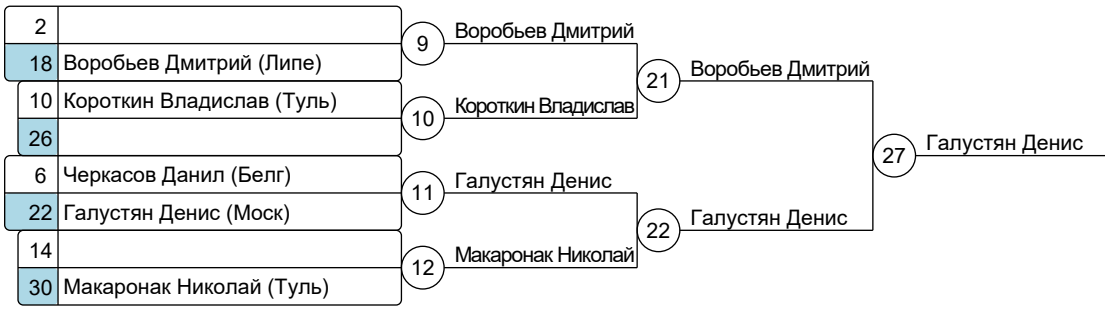 2
9
Воробьев Дмитрий
18 Воробьев Дмитрий (Липе)
21
Воробьев Дмитрий
10 Короткин Владислав (Туль)
10
Короткин Владислав
26
27
Галустян Денис
6 Черкасов Данил (Белг)
11
Галустян Денис
22 Галустян Денис (Моск)
22
Галустян Денис
14
12
Макаронак Николай
30 Макаронак Николай (Туль)